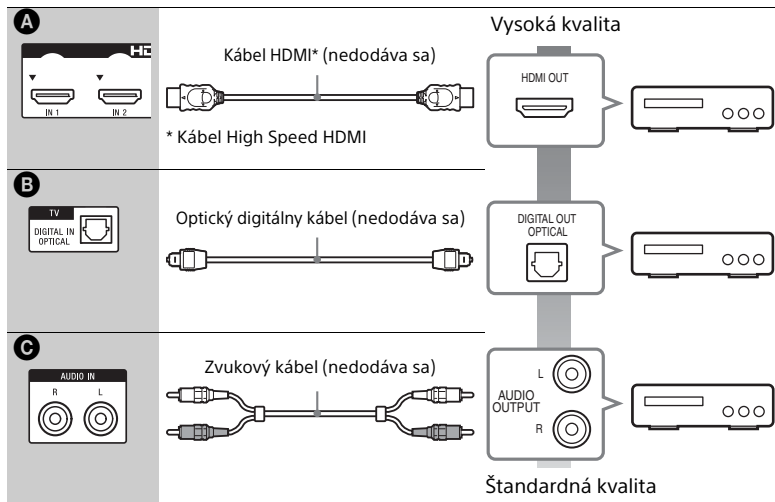 A
Vysoká kvalita
HD
Kábel HDMI* (nedodáva sa)
HDMI OUT
IN 1
IN 2
* Kábel High Speed HDMI
B
TV
DIGITAL IN
OPTICAL
Optický digitálny kábel (nedodáva sa)
DIGITAL OUT
OPTICAL
C
AUDIO IN
R L
Zvukový kábel (nedodáva sa)
L
AUDIO
OUTPUT
R
Štandardná kvalita